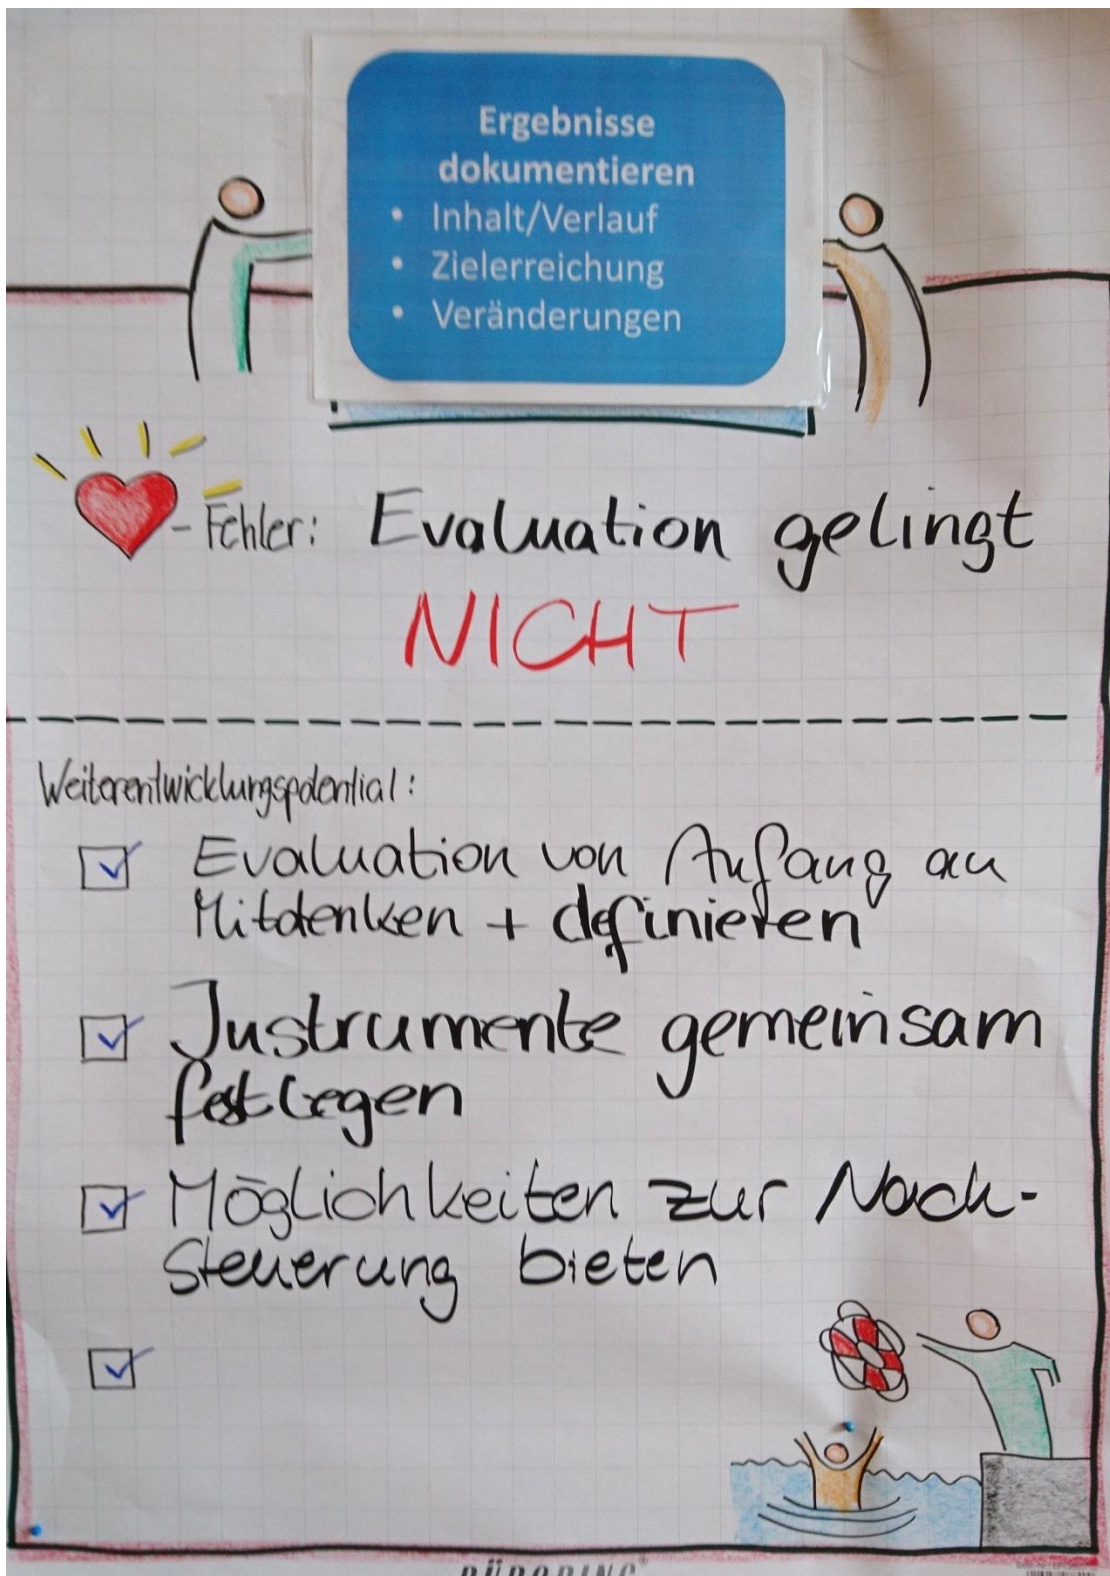 Ergebnisse
dokumentieren
• Inhalt/Verlauf
• Zielerreichung
• Veränderungen
- Fehler: Evaluation gelingt
NICHT
Weiterentwicklungspotential:
Evaluation von Anfang an
Mitdenken + definieren
Instrumente gemeinsam
festlegen
Möglichkeiten zur Nach-
steuerung bieten